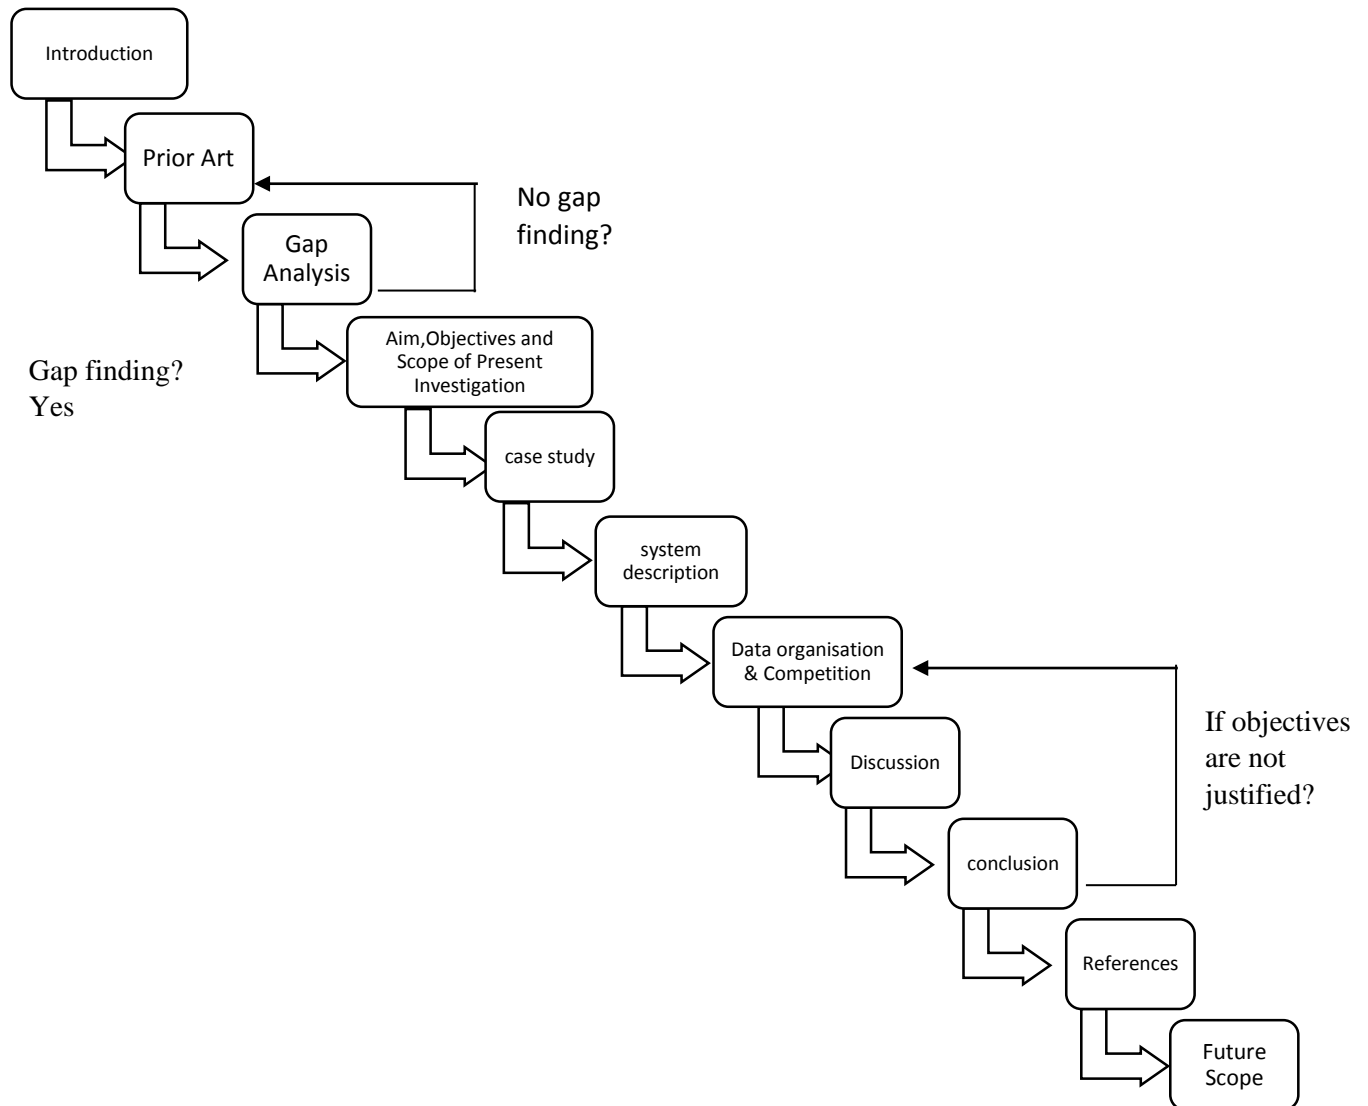 Introduction
Prior Art
No gap
finding?
Gap
Analysis
Aim,Objectives and
Scope of Present
Investigation
Gap finding?
Yes
case study
system
description
Data organisation
& Competition
If objectives
are not
justified?
Discussion
conclusion
References
Future
Scope